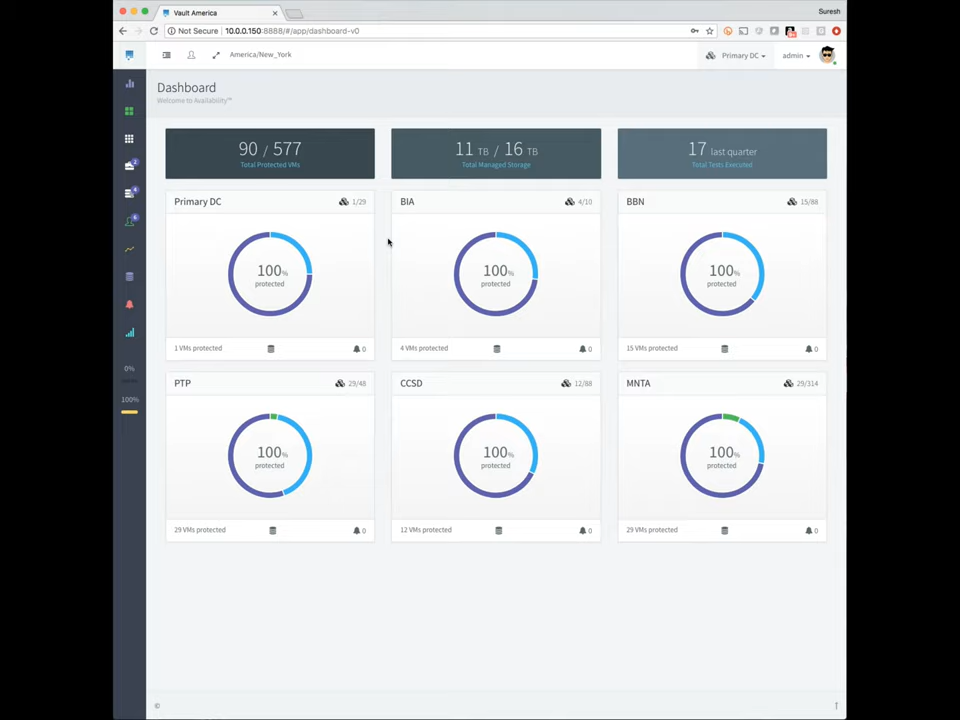 Vault America
Suresh
Not Secure 10.0.0.150:8888/#/app/dashboard-v0
America/New_York
Primary DC
admin
Dashboard
Welcome to Availability™
90 / 577
Total Protected VMs
11 TB / 16 TB
Total Managed Storage
17 last quarter
Total Tests Executed
Primary DC 1/29
BIA 4/10
BBN 15/88
100%
protected
100%
protected
100%
protected
1 VMs protected 0
4 VMs protected 0
15 VMs protected 0
0%
100%
PTP 29/48
CCSD 12/88
MNTA 29/314
100%
protected
100%
protected
100%
protected
29 VMs protected 0
12 VMs protected 0
29 VMs protected 0
©